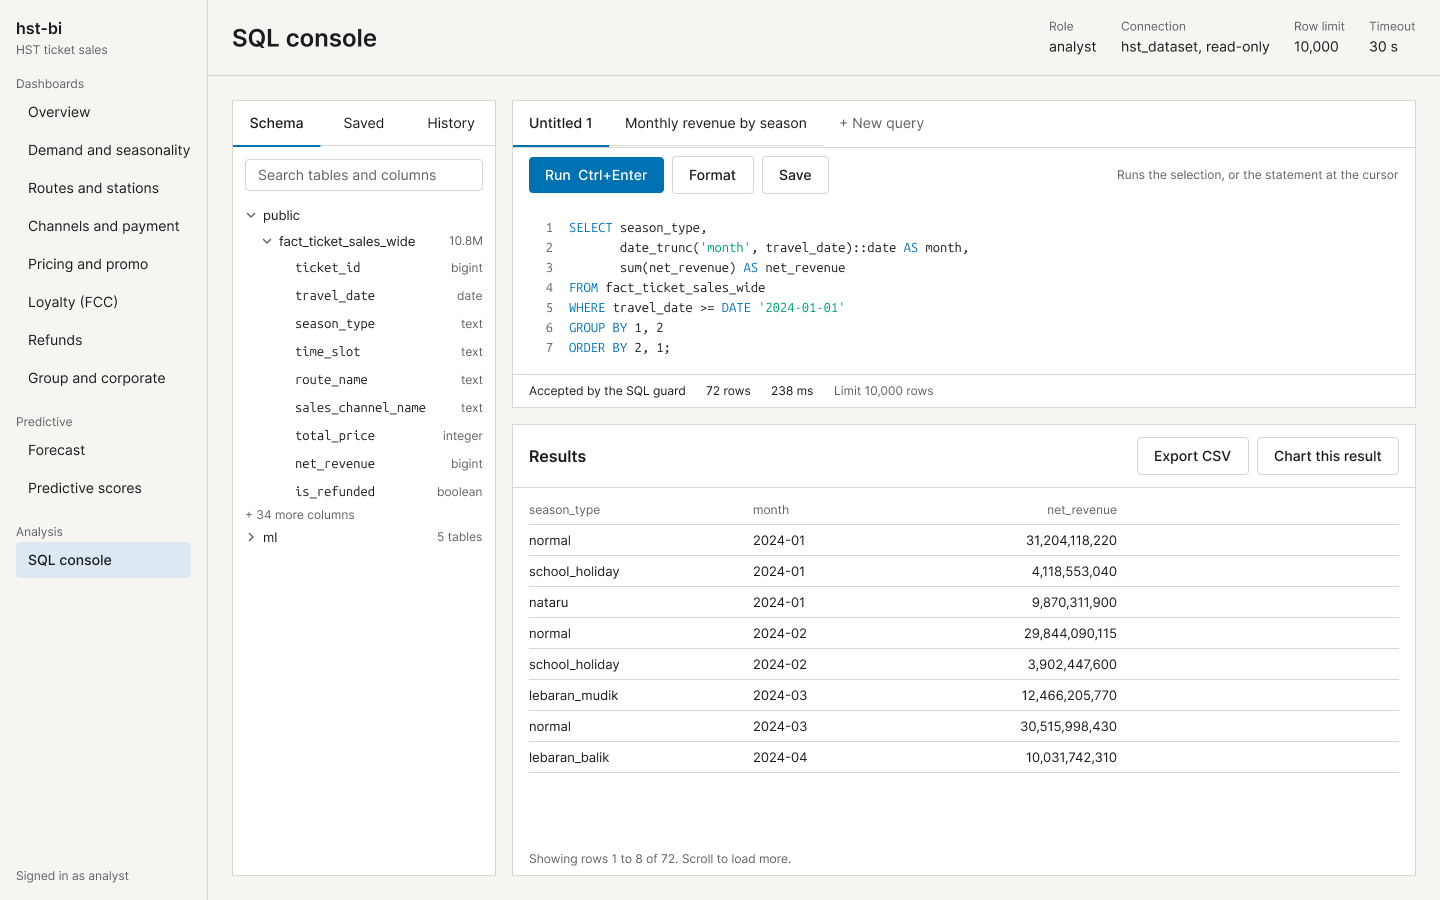 hst-bi
HST ticket sales
Dashboards
Overview
Demand and seasonality
Routes and stations
Channels and payment
Pricing and promo
Loyalty (FCC)
Refunds
Group and corporate
Predictive
Forecast
Predictive scores
Analysis
SQL console
Signed in as analyst
SQL console
Role
analyst
Connection
hst_dataset, read-only
Row limit
10,000
Timeout
30 s
Schema Saved History
Search tables and columns
public
fact_ticket_sales_wide 10.8M
ticket_id bigint
travel_date date
season_type text
time_slot text
route_name text
sales_channel_name text
total_price integer
net_revenue bigint
is_refunded boolean
+ 34 more columns
ml 5 tables
Untitled 1 Monthly revenue by season + New query
Run Ctrl+Enter Format Save Runs the selection, or the statement at the cursor
1 SELECT season_type,
2 date_trunc('month', travel_date)::date AS month,
3 sum(net_revenue) AS net_revenue
4 FROM fact_ticket_sales_wide
5 WHERE travel_date >= DATE '2024-01-01'
6 GROUP BY 1, 2
7 ORDER BY 2, 1;
Accepted by the SQL guard 72 rows 238 ms Limit 10,000 rows
Results Export CSV Chart this result
season_type month net_revenue
normal 2024-01 31,204,118,220
school_holiday 2024-01 4,118,553,040
nataru 2024-01 9,870,311,900
normal 2024-02 29,844,090,115
school_holiday 2024-02 3,902,447,600
lebaran_mudik 2024-03 12,466,205,770
normal 2024-03 30,515,998,430
lebaran_balik 2024-04 10,031,742,310
Showing rows 1 to 8 of 72. Scroll to load more.